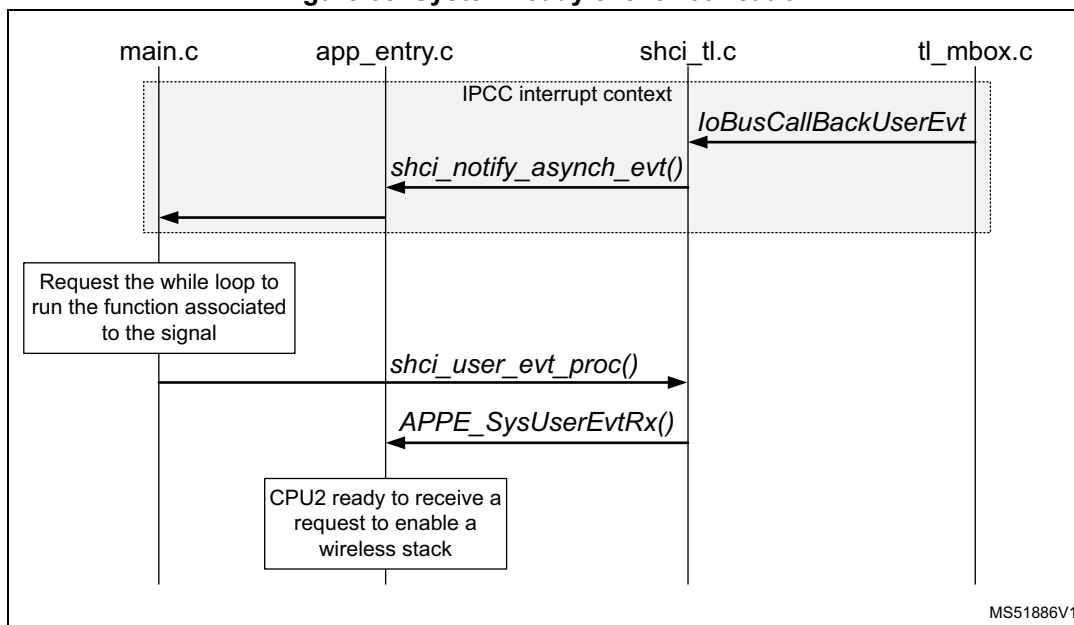 main.c app_entry.c shci_tl.c tl_mbox.c
IPCC interrupt context
IoBusCallBackUserEvt
shci_notify_asynch_evt()
Request the while loop to
run the function associated
to the signal
shci_user_evt_proc()
APPE_SysUserEvtRx()
CPU2 ready to receive a
request to enable a
wireless stack
MS51886V1